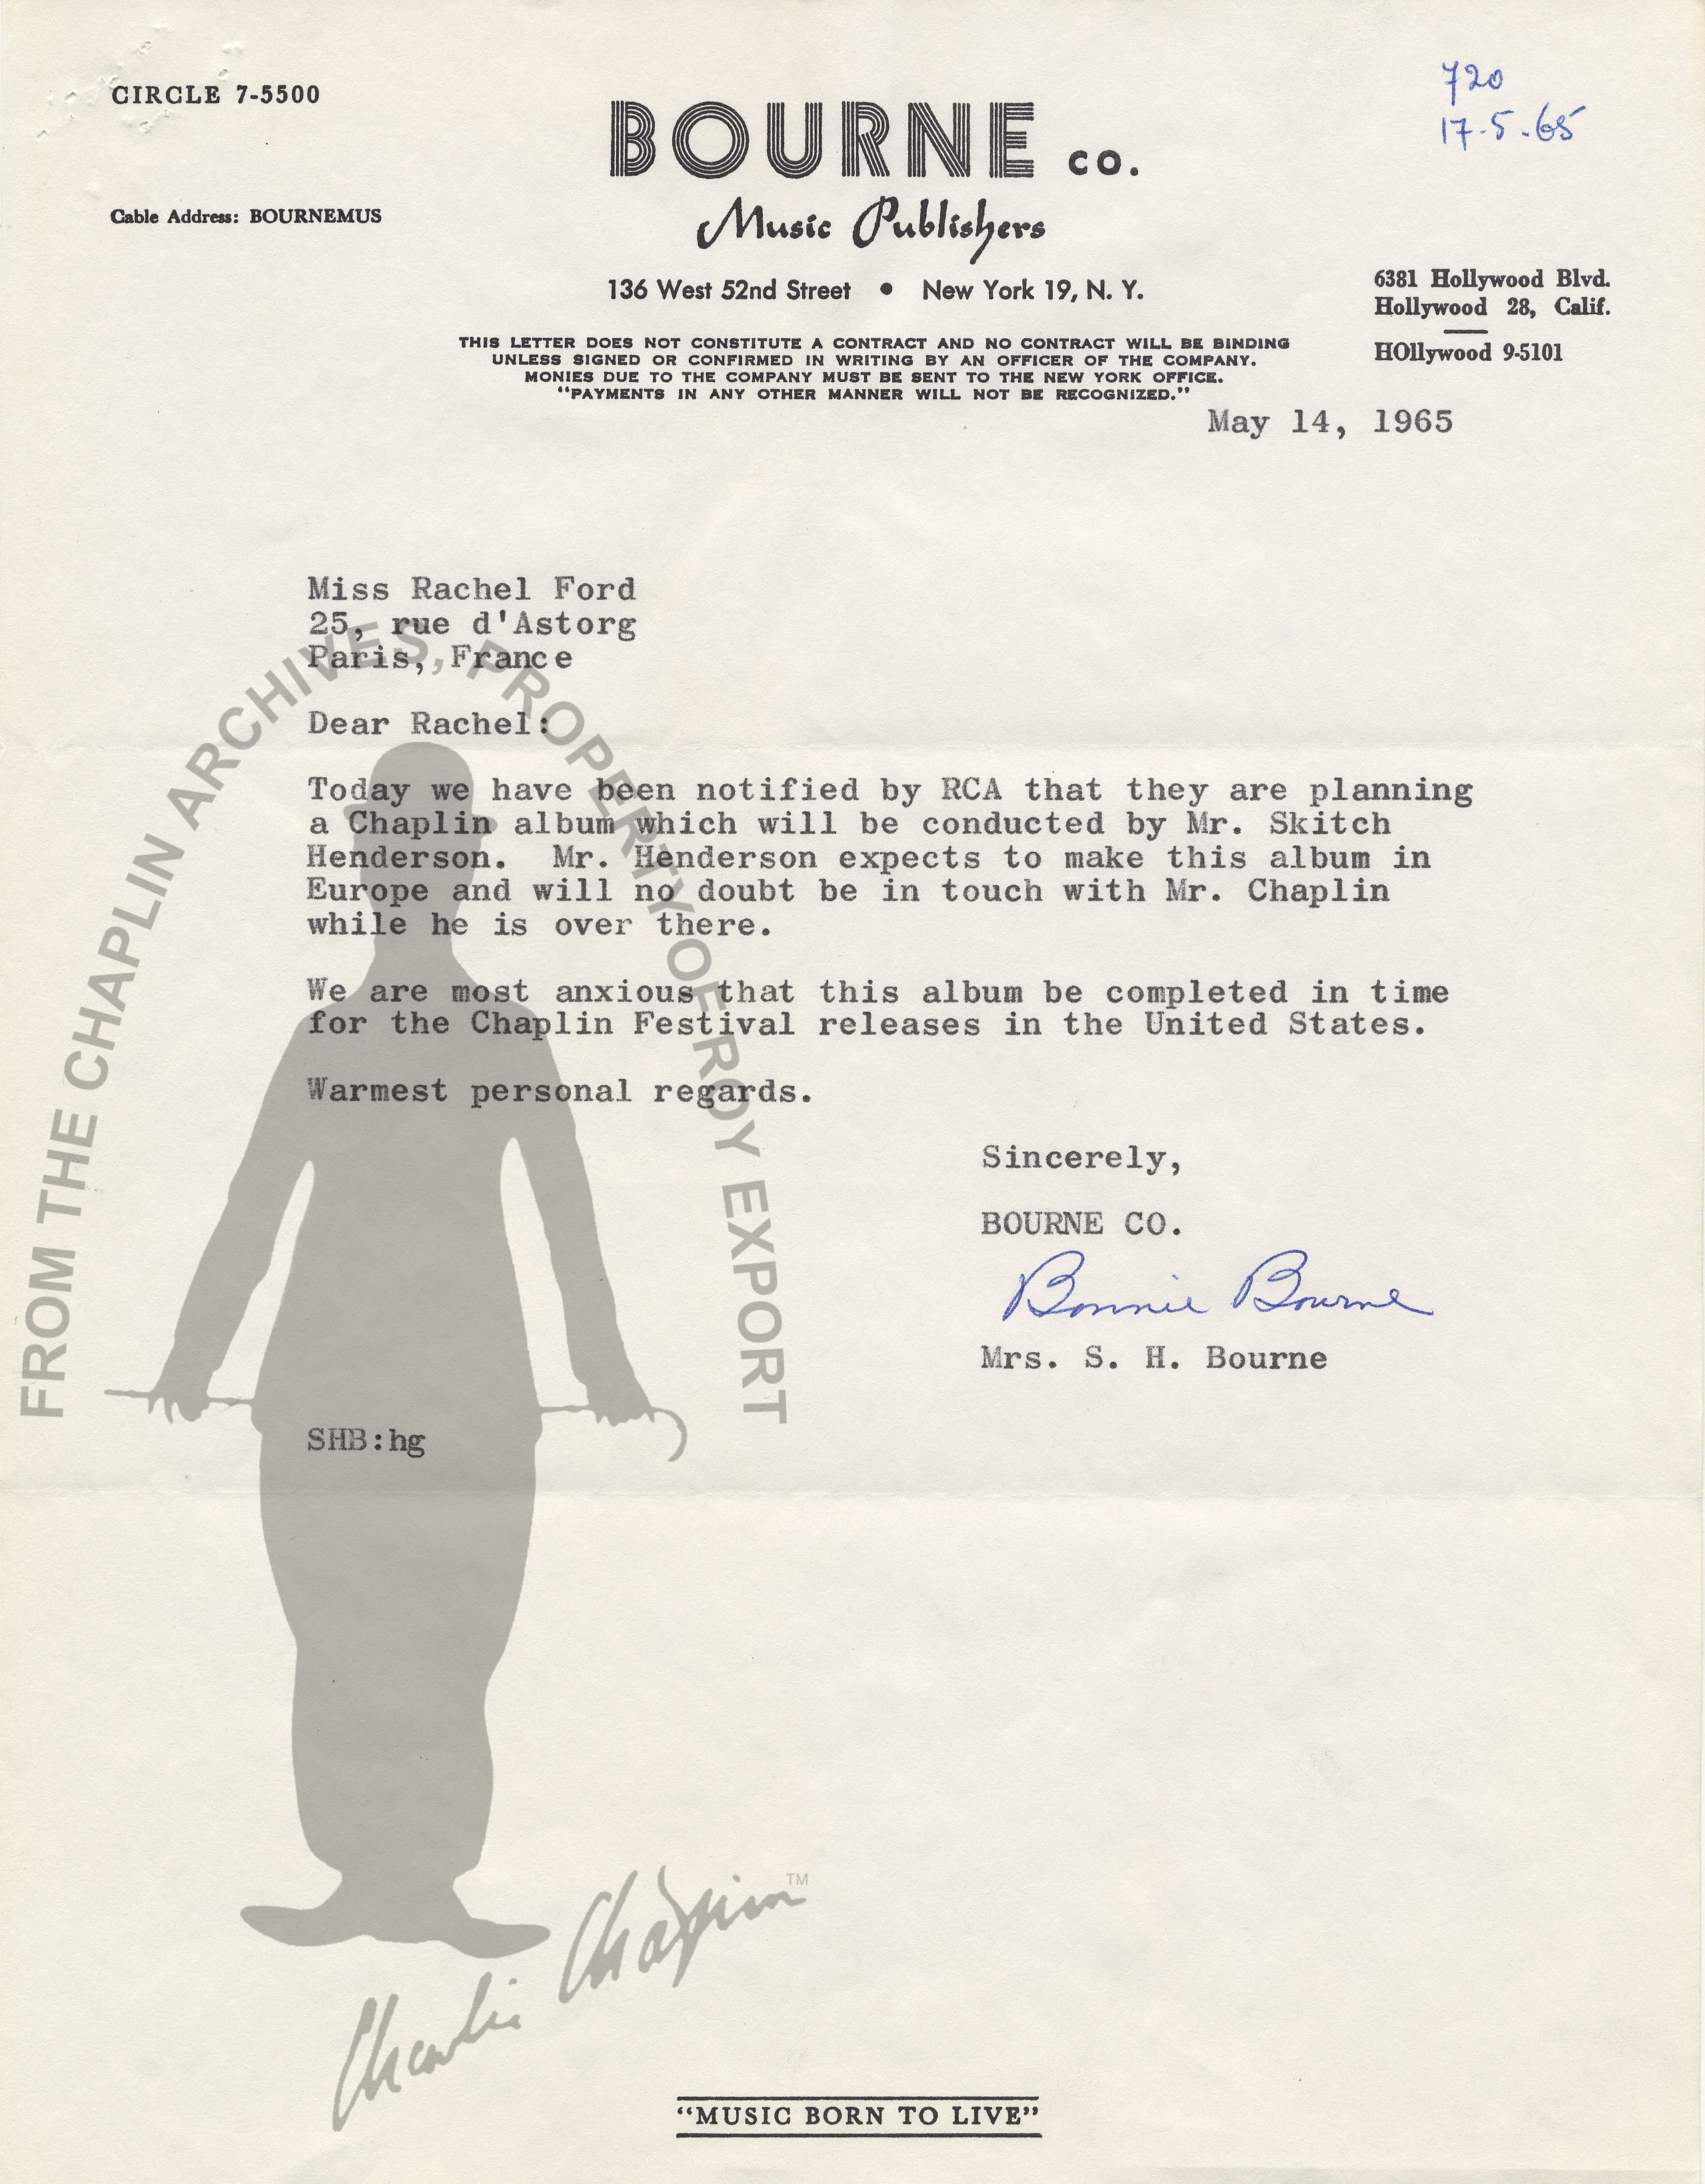 CIRCLE 7-5500
720
17.5.65
BOURNE CO.
Music Publishers
Cable Address: BOURNEMUS
136 West 52nd Street • New York 19, N. Y.
6381 Hollywood Blvd.
Hollywood 28, Calif.
HOllywood 9-5101
THIS LETTER DOES NOT CONSTITUTE A CONTRACT AND NO CONTRACT WILL BE BINDING
UNLESS SIGNED OR CONFIRMED IN WRITING BY AN OFFICER OF THE COMPANY.
MONIES DUE TO THE COMPANY MUST BE SENT TO THE NEW YORK OFFICE.
"PAYMENTS IN ANY OTHER MANNER WILL NOT BE RECOGNIZED."
May 14, 1965
Miss Rachel Ford
25, rue d'Astorg
Paris, France
Dear Rachel:
Today we have been notified by RCA that they are planning
a Chaplin album which will be conducted by Mr. Skitch
Henderson. Mr. Henderson expects to make this album in
Europe and will no doubt be in touch with Mr. Chaplin
while he is over there.
We are most anxious that this album be completed in time
for the Chaplin Festival releases in the United States.
Warmest personal regards.
Sincerely,
BOURNE CO.
Bonnie Bourne
Mrs. S. H. Bourne
SHB:hg
FROM THE CHAPLIN ARCHIVES, PROPERTY OF ROY EXPORT
Charlie Chaplin TM
"MUSIC BORN TO LIVE"